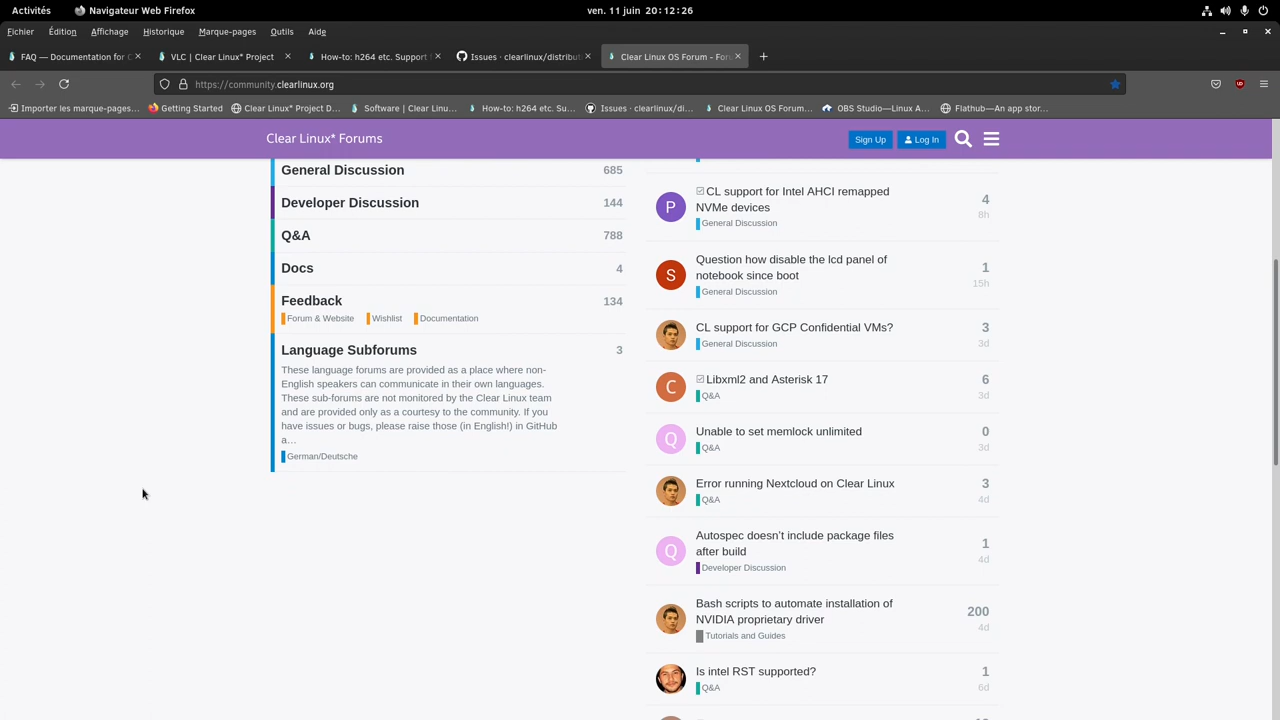 Activités
Navigateur Web Firefox
ven. 11 juin 20:12:26
Fichier Édition Affichage Historique Marque-pages Outils Aide
FAQ — Documentation for C
VLC | Clear Linux* Project
How-to: h264 etc. Support f
Issues · clearlinux/distribut
Clear Linux OS Forum - For
https://community.clearlinux.org
Importer les marque-pages...
Getting Started
Clear Linux* Project D...
Software | Clear Linu...
How-to: h264 etc. Su...
Issues · clearlinux/di...
Clear Linux OS Forum...
OBS Studio—Linux A...
Flathub—An app stor...
Clear Linux* Forums
Sign Up
Log In
General Discussion 685
Developer Discussion 144
Q&A 788
Docs 4
Feedback 134
Forum & Website Wishlist Documentation
Language Subforums 3
These language forums are provided as a place where non-
English speakers can communicate in their own languages.
These sub-forums are not monitored by the Clear Linux team
and are provided only as a courtesy to the community. If you
have issues or bugs, please raise those (in English!) in GitHub
a…
German/Deutsche
P
CL support for Intel AHCI remapped
NVMe devices
General Discussion
4
8h
S
Question how disable the lcd panel of
notebook since boot
General Discussion
1
15h
CL support for GCP Confidential VMs?
General Discussion
3
3d
C
Libxml2 and Asterisk 17
Q&A
6
3d
Q
Unable to set memlock unlimited
Q&A
0
3d
Error running Nextcloud on Clear Linux
Q&A
3
4d
Q
Autospec doesn’t include package files
after build
Developer Discussion
1
4d
Bash scripts to automate installation of
NVIDIA proprietary driver
Tutorials and Guides
200
4d
Is intel RST supported?
Q&A
1
6d